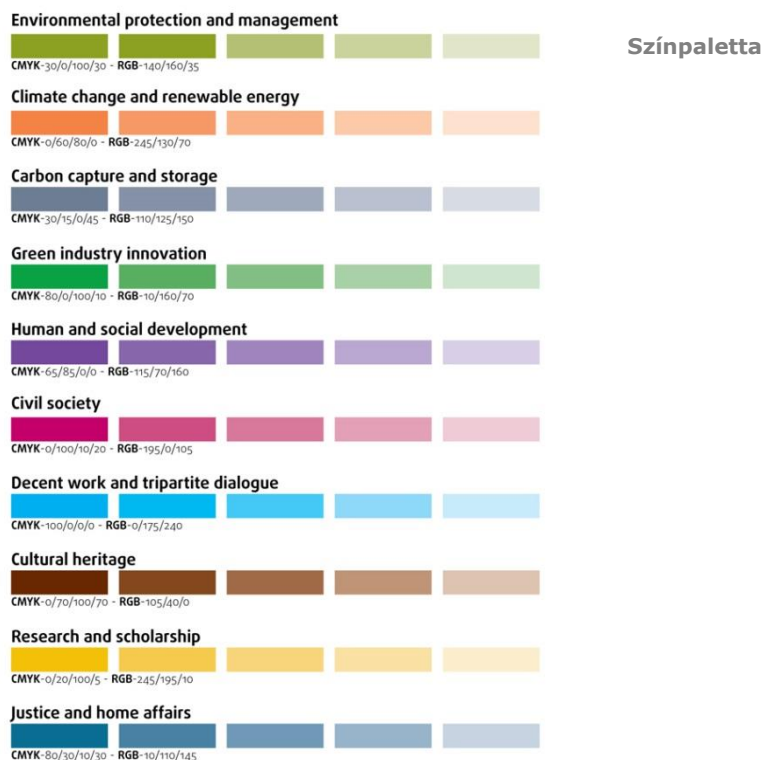 Environmental protection and management
Színpaletta
CMYK-30/0/100/30 - RGB-140/160/35
Climate change and renewable energy
CMYK-0/60/80/0 - RGB-245/130/70
Carbon capture and storage
CMYK-30/15/0/45 - RGB-110/125/150
Green industry innovation
CMYK-80/0/100/10 - RGB-10/160/70
Human and social development
CMYK-65/85/0/0 - RGB-115/70/160
Civil society
CMYK-0/100/10/20 - RGB-195/0/105
Decent work and tripartite dialogue
CMYK-100/0/0/0 - RGB-0/175/240
Cultural heritage
CMYK-0/70/100/70 - RGB-105/40/0
Research and scholarship
CMYK-0/20/100/5 - RGB-245/195/10
Justice and home affairs
CMYK-80/30/10/30 - RGB-10/110/145